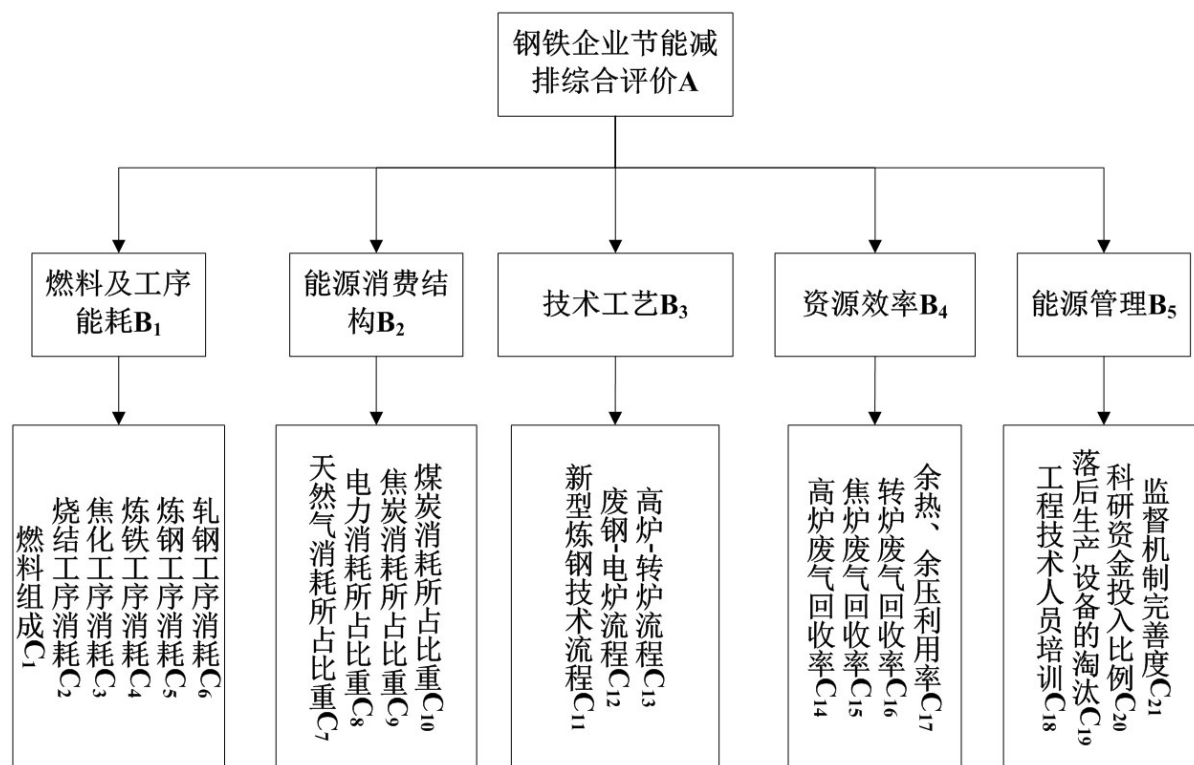 钢铁企业节能减
排综合评价A
燃料及工序
能耗B₁
能源消费结
构B₂
技术工艺B₃
资源效率B₄
能源管理B₅
燃料组成C₁
烧结工序消耗C₂
焦化工序消耗C₃
炼铁工序消耗C₄
炼钢工序消耗C₅
轧钢工序消耗C₆
天然气消耗所占比重C₇
电力消耗所占比重C₈
焦炭消耗所占比重C₉
煤炭消耗所占比重C₁₀
新型炼钢技术流程C₁₁
废钢-电炉流程C₁₂
高炉-转炉流程C₁₃
高炉废气回收率C₁₄
焦炉废气回收率C₁₅
转炉废气回收率C₁₆
余热、余压利用率C₁₇
工程技术人员培训C₁₈
落后生产设备的淘汰C₁₉
科研资金投入比例C₂₀
监督机制完善度C₂₁